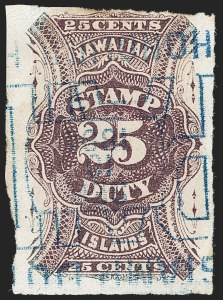 25 CENTS
HAWAIIAN
STAMP
25
DUTY
ISLANDS
25 CENTS